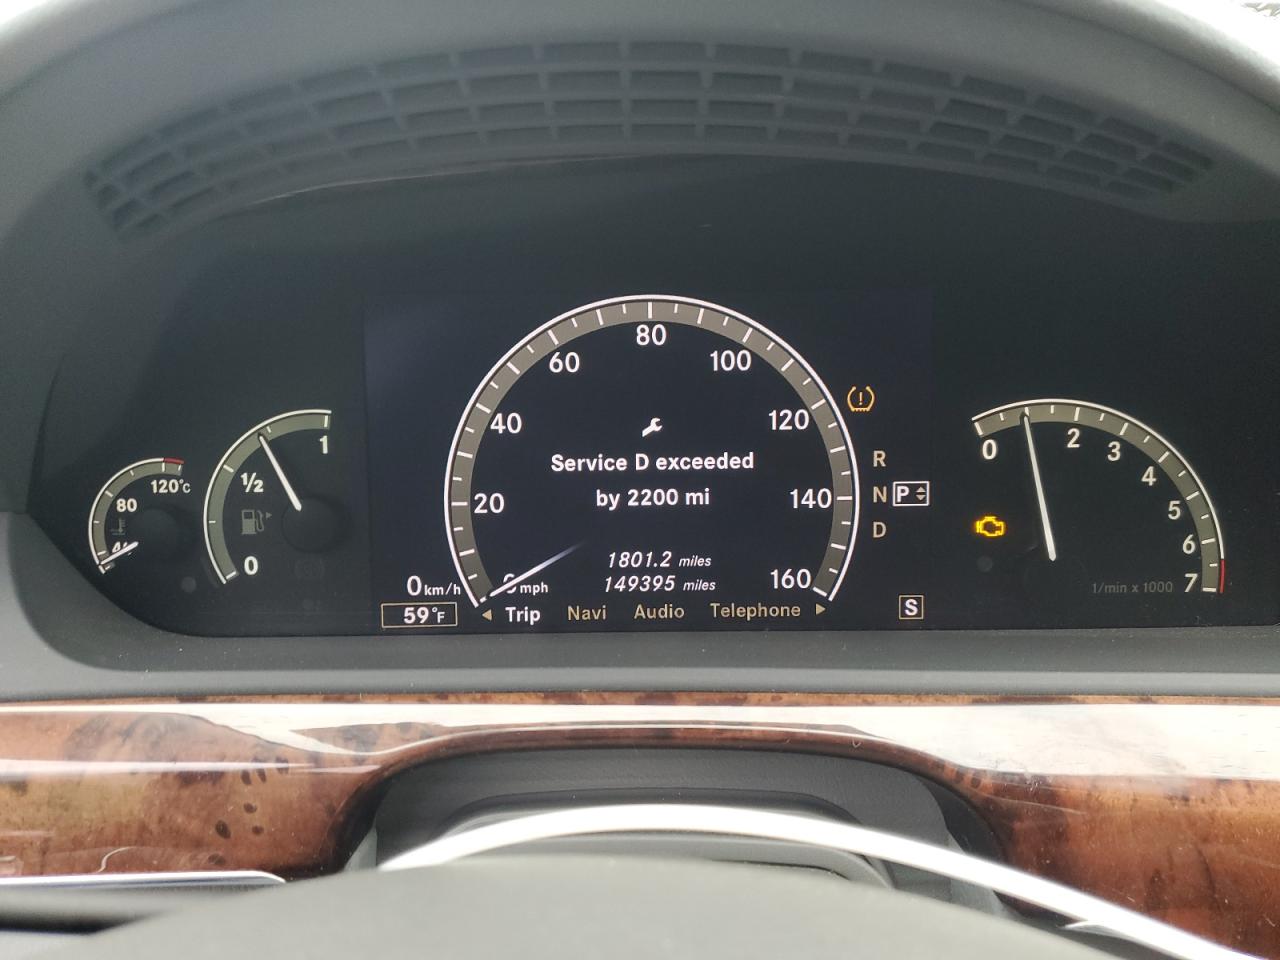 80
60
100
40
120
1
0
2
Service D exceeded
3
R
120°C
½
4
80
by 2200 mi
140
N P
20
5
D
6
1801.2 miles
0
160
7
1/min x 1000
0 km/h
mph
149395 miles
59°F
Trip Navi Audio Telephone
S